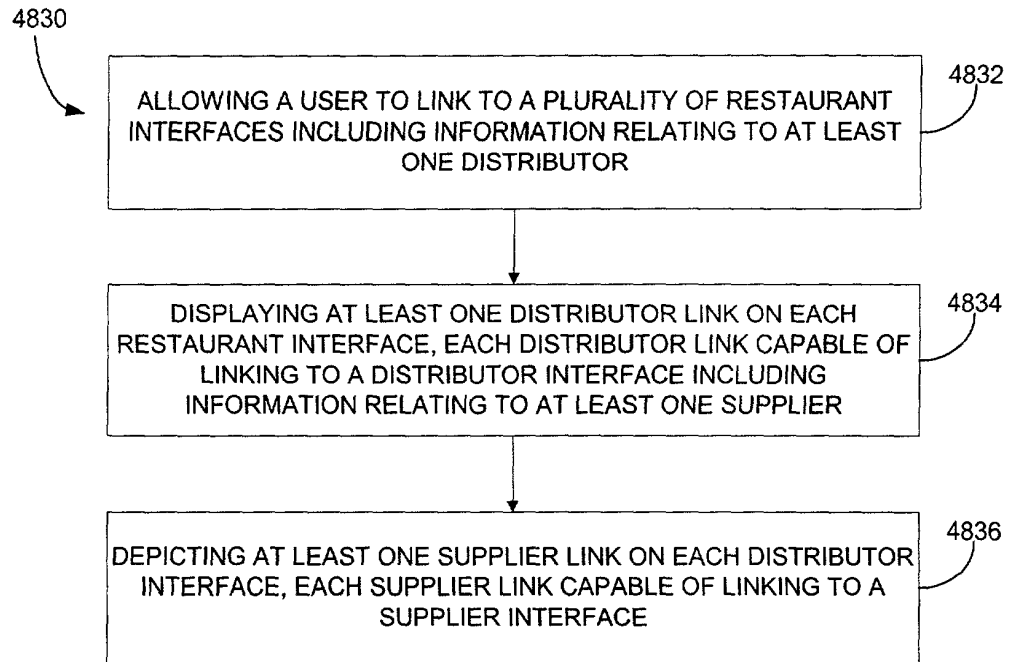 4830
4832
ALLOWING A USER TO LINK TO A PLURALITY OF RESTAURANT
INTERFACES INCLUDING INFORMATION RELATING TO AT LEAST
ONE DISTRIBUTOR
4834
DISPLAYING AT LEAST ONE DISTRIBUTOR LINK ON EACH
RESTAURANT INTERFACE, EACH DISTRIBUTOR LINK CAPABLE OF
LINKING TO A DISTRIBUTOR INTERFACE INCLUDING
INFORMATION RELATING TO AT LEAST ONE SUPPLIER
4836
DEPICTING AT LEAST ONE SUPPLIER LINK ON EACH DISTRIBUTOR
INTERFACE, EACH SUPPLIER LINK CAPABLE OF LINKING TO A
SUPPLIER INTERFACE